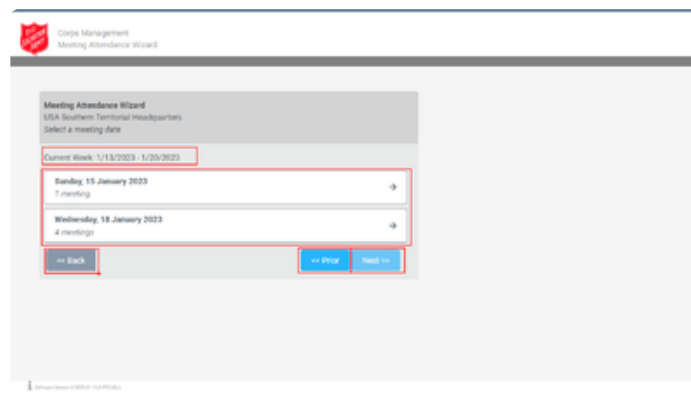 Corps Management
Meeting Attendance Wizard
Meeting Attendance Wizard
USA Southern Territorial Headquarters
Select a meeting date
Current Week: 1/13/2023 - 1/20/2023
Sunday, 15 January 2023
1 meeting
Wednesday, 18 January 2023
4 meetings
<< Back
<< Prior
Next >>